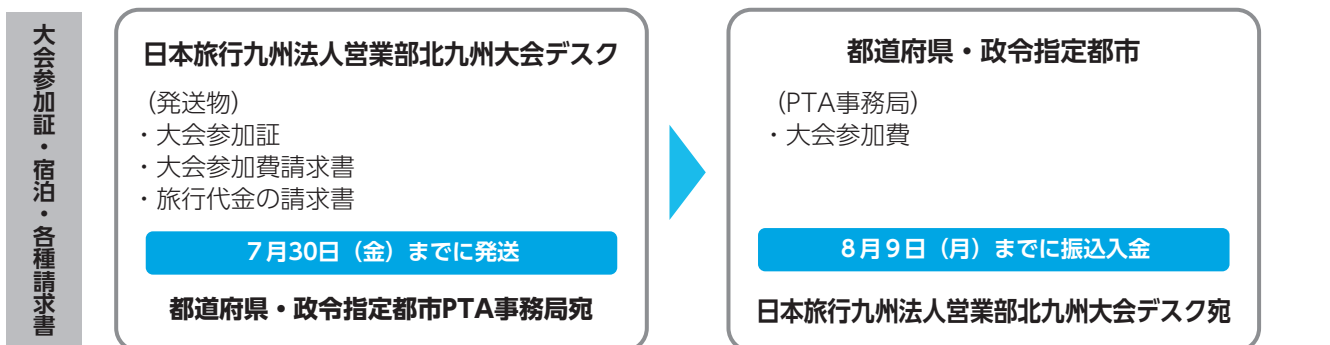 大会参加証・宿泊・各種請求書
日本旅行九州法人営業部北九州大会デスク
（発送物）
・大会参加証
・大会参加費請求書
・旅行代金の請求書
７月30日（金）までに発送
都道府県・政令指定都市PTA事務局宛
都道府県・政令指定都市
（PTA事務局）
・大会参加費
８月９日（月）までに振込入金
日本旅行九州法人営業部北九州大会デスク宛